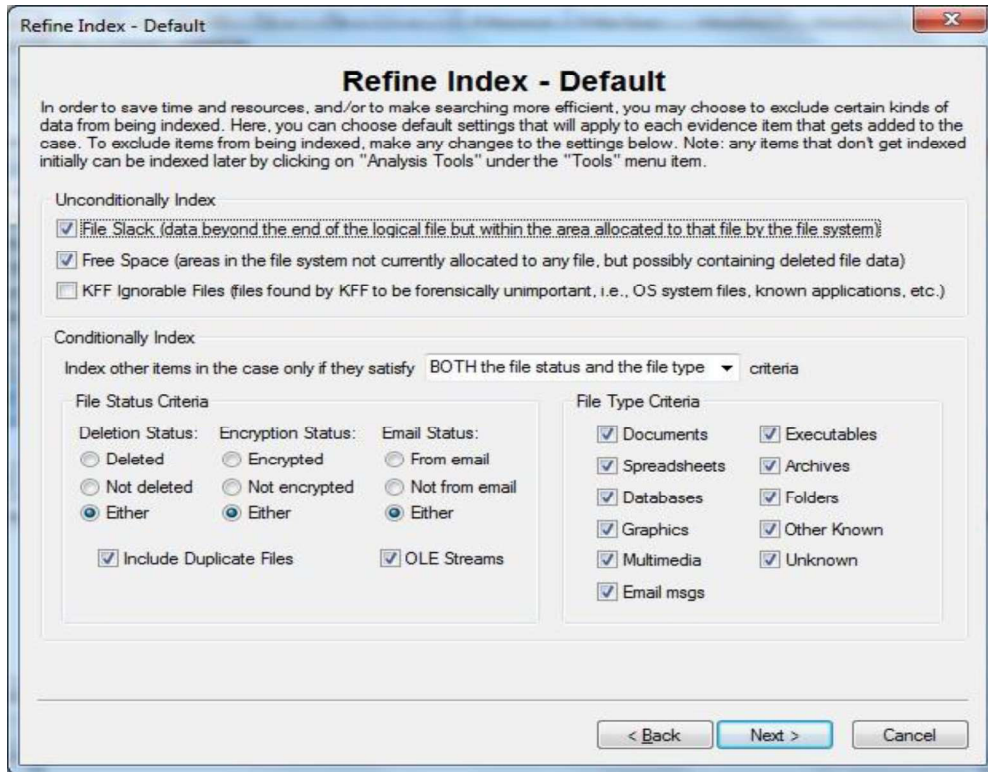 Refine Index - Default
Refine Index - Default
In order to save time and resources, and/or to make searching more efficient, you may choose to exclude certain kinds of
data from being indexed. Here, you can choose default settings that will apply to each evidence item that gets added to the
case. To exclude items from being indexed, make any changes to the settings below. Note: any items that don't get indexed
initially can be indexed later by clicking on "Analysis Tools" under the "Tools" menu item.
Unconditionally Index
File Slack (data beyond the end of the logical file but within the area allocated to that file by the file system)
Free Space (areas in the file system not currently allocated to any file, but possibly containing deleted file data)
KFF Ignorable Files (files found by KFF to be forensically unimportant, i.e., OS system files, known applications, etc.)
Conditionally Index
Index other items in the case only if they satisfy BOTH the file status and the file type criteria
File Status Criteria
Deletion Status: Encryption Status: Email Status:
Deleted Encrypted From email
Not deleted Not encrypted Not from email
Either Either Either
Include Duplicate Files OLE Streams
File Type Criteria
Documents Executables
Spreadsheets Archives
Databases Folders
Graphics Other Known
Multimedia Unknown
Email msgs
< Back Next > Cancel